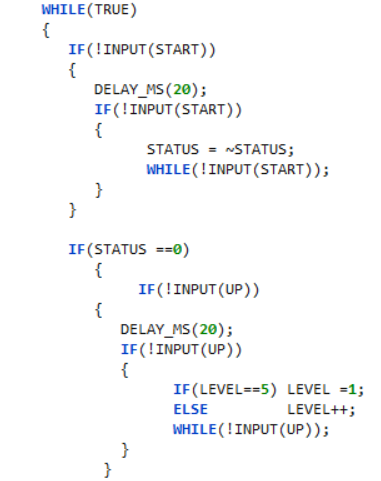 WHILE(TRUE)
{
IF(!INPUT(START))
{
DELAY_MS(20);
IF(!INPUT(START))
{
STATUS = ~STATUS;
WHILE(!INPUT(START));
}
}
IF(STATUS ==0)
{
IF(!INPUT(UP))
{
DELAY_MS(20);
IF(!INPUT(UP))
{
IF(LEVEL==5) LEVEL =1;
ELSE LEVEL++;
WHILE(!INPUT(UP));
}
}